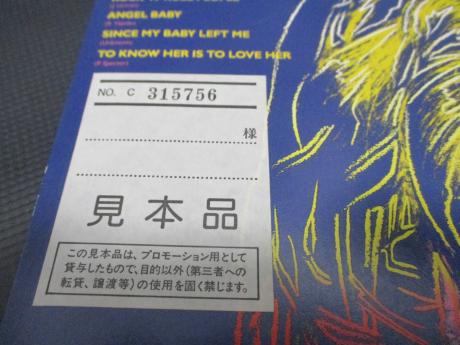 ANGEL BABY
SINCE MY BABY LEFT ME
(Unknown)
TO KNOW HER IS TO LOVE HER
(P. Spector)
NO. C 315756
様
見本品
この見本品は、プロモーション用として
貸与したもので、目的以外(第三者への
転貸、譲渡等)の使用を固く禁じます。